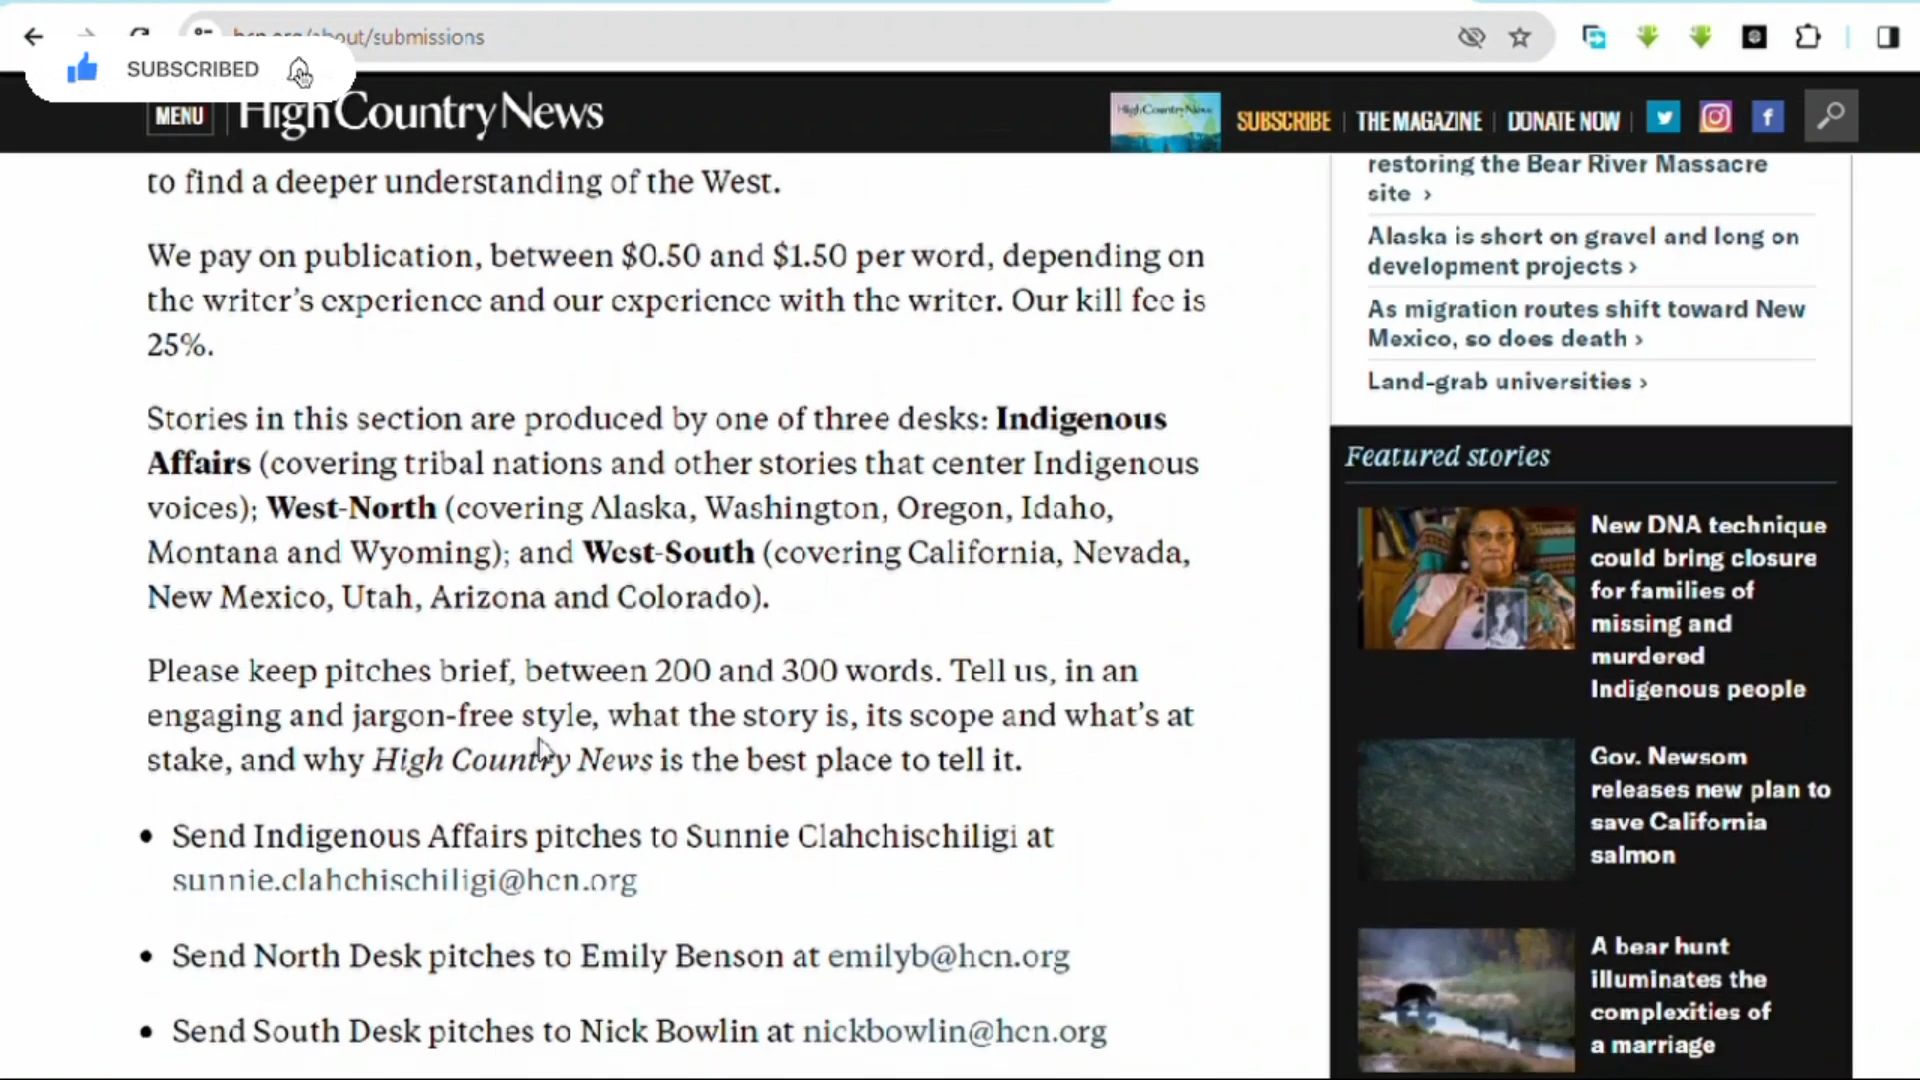 hcn.org/about/submissions
SUBSCRIBED
MENU
High Country News
High Country News
SUBSCRIBE
THE MAGAZINE
DONATE NOW
to find a deeper understanding of the West.
We pay on publication, between $0.50 and $1.50 per word, depending on
the writer's experience and our experience with the writer. Our kill fee is
25%.
Stories in this section are produced by one of three desks: Indigenous
Affairs (covering tribal nations and other stories that center Indigenous
voices); West-North (covering Alaska, Washington, Oregon, Idaho,
Montana and Wyoming); and West-South (covering California, Nevada,
New Mexico, Utah, Arizona and Colorado).
Please keep pitches brief, between 200 and 300 words. Tell us, in an
engaging and jargon-free style, what the story is, its scope and what's at
stake, and why High Country News is the best place to tell it.
• Send Indigenous Affairs pitches to Sunnie Clahchischiligi at
sunnie.clahchischiligi@hcn.org
• Send North Desk pitches to Emily Benson at emilyb@hcn.org
• Send South Desk pitches to Nick Bowlin at nickbowlin@hcn.org
restoring the Bear River Massacre
site ›
Alaska is short on gravel and long on
development projects ›
As migration routes shift toward New
Mexico, so does death ›
Land-grab universities ›
Featured stories
New DNA technique
could bring closure
for families of
missing and
murdered
Indigenous people
Gov. Newsom
releases new plan to
save California
salmon
A bear hunt
illuminates the
complexities of
a marriage